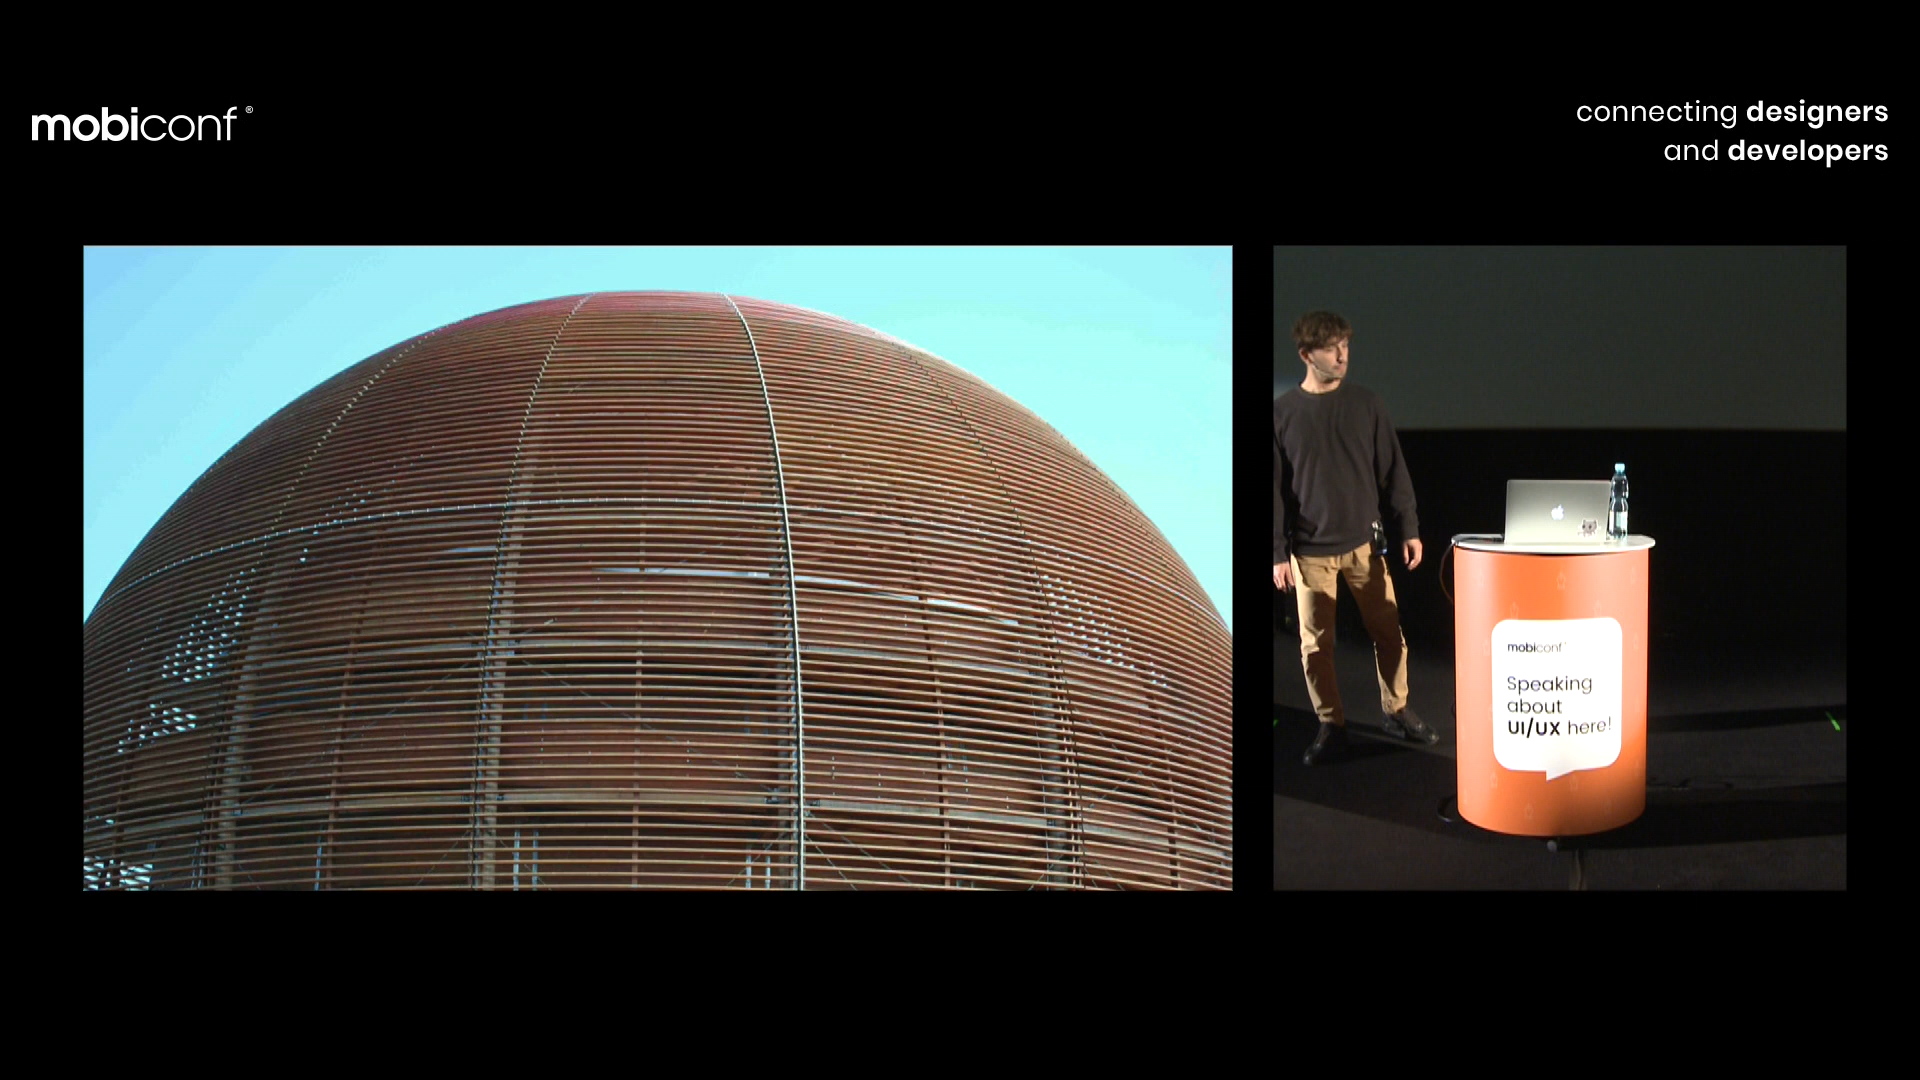 mobiconf®
connecting designers
and developers
mobiconf
Speaking
about
UI/UX here!